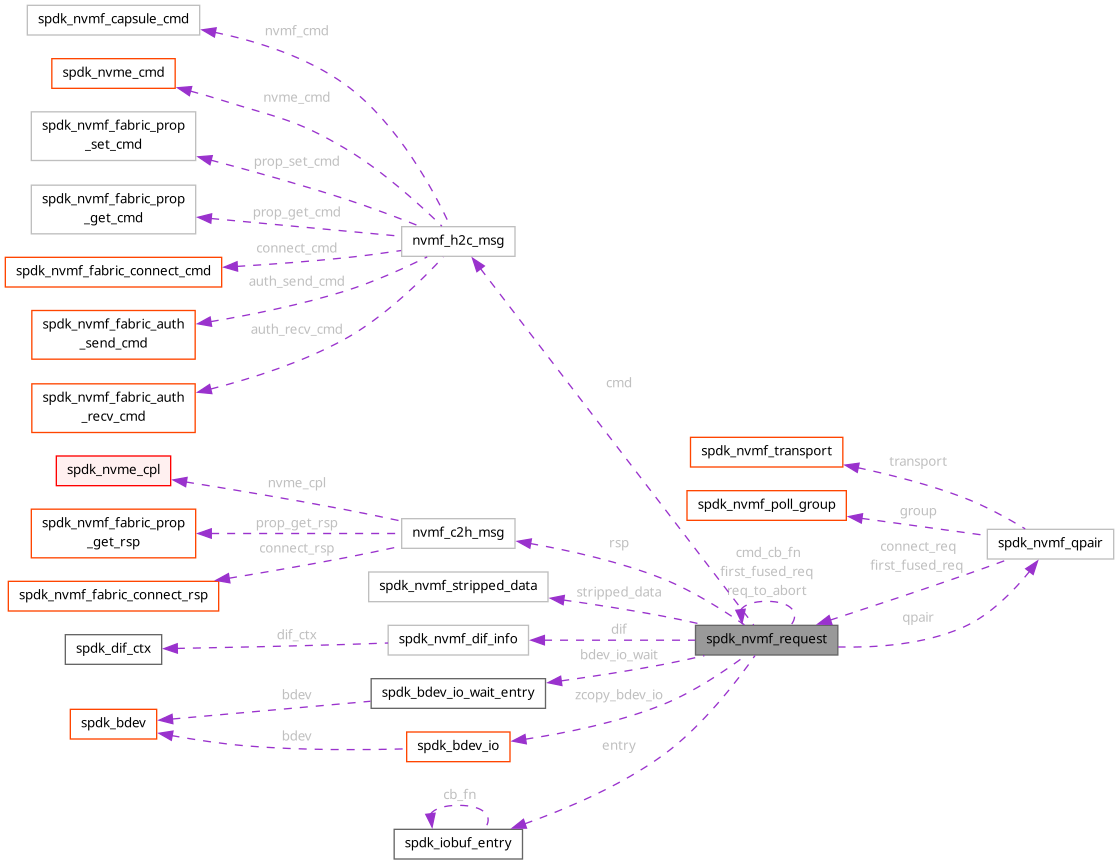 spdk_nvmf_capsule_cmd
nvmf_cmd
spdk_nvme_cmd
nvme_cmd
spdk_nvmf_fabric_prop
_set_cmd
prop_set_cmd
spdk_nvmf_fabric_prop
_get_cmd
prop_get_cmd
nvmf_h2c_msg
connect_cmd
spdk_nvmf_fabric_connect_cmd
auth_send_cmd
spdk_nvmf_fabric_auth
_send_cmd
auth_recv_cmd
spdk_nvmf_fabric_auth
_recv_cmd
cmd
spdk_nvme_cpl
nvme_cpl
spdk_nvmf_fabric_prop
_get_rsp
prop_get_rsp
nvmf_c2h_msg
connect_rsp
spdk_nvmf_fabric_connect_rsp
rsp
spdk_nvmf_transport
transport
spdk_nvmf_poll_group
group
spdk_nvmf_qpair
connect_req
first_fused_req
cmd_cb_fn
first_fused_req
req_to_abort
spdk_nvmf_stripped_data
stripped_data
qpair
spdk_nvmf_request
spdk_nvmf_dif_info
dif
dif_ctx
spdk_dif_ctx
bdev_io_wait
spdk_bdev_io_wait_entry
bdev
zcopy_bdev_io
spdk_bdev
bdev
spdk_bdev_io
entry
cb_fn
spdk_iobuf_entry